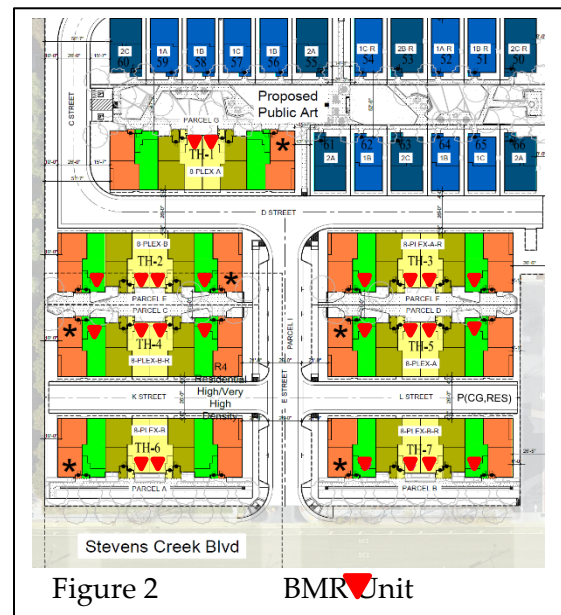 2C 1A 1B 1C 1B 2A 1C-R 2B-R 1A-R 1B-R 2C-R
60 59 58 57 56 55 54 53 52 51 50
C STREET
Proposed
Public Art
PARCEL G
TH-1
8-PLEX-A
*
61 62 63 64 65 66
2A 1B 2C 1B 1C 2A
D STREET
8-PLEX-B
TH-2
*
8-PLEX-A-R
TH-3
PARCEL E
PARCEL C
PARCEL F
PARCEL D
PARCEL I
*
TH-4
8-PLEX-B-R
*
TH-5
8-PLEX-A
R4
Residential
High/Very
High
Density
K STREET
E STREET
L STREET
P(CG,RES)
8-PLEX-B
TH-6
*
8-PLEX-B-R
TH-7
*
PARCEL A
PARCEL B
Stevens Creek Blvd
Figure 2 BMR Unit